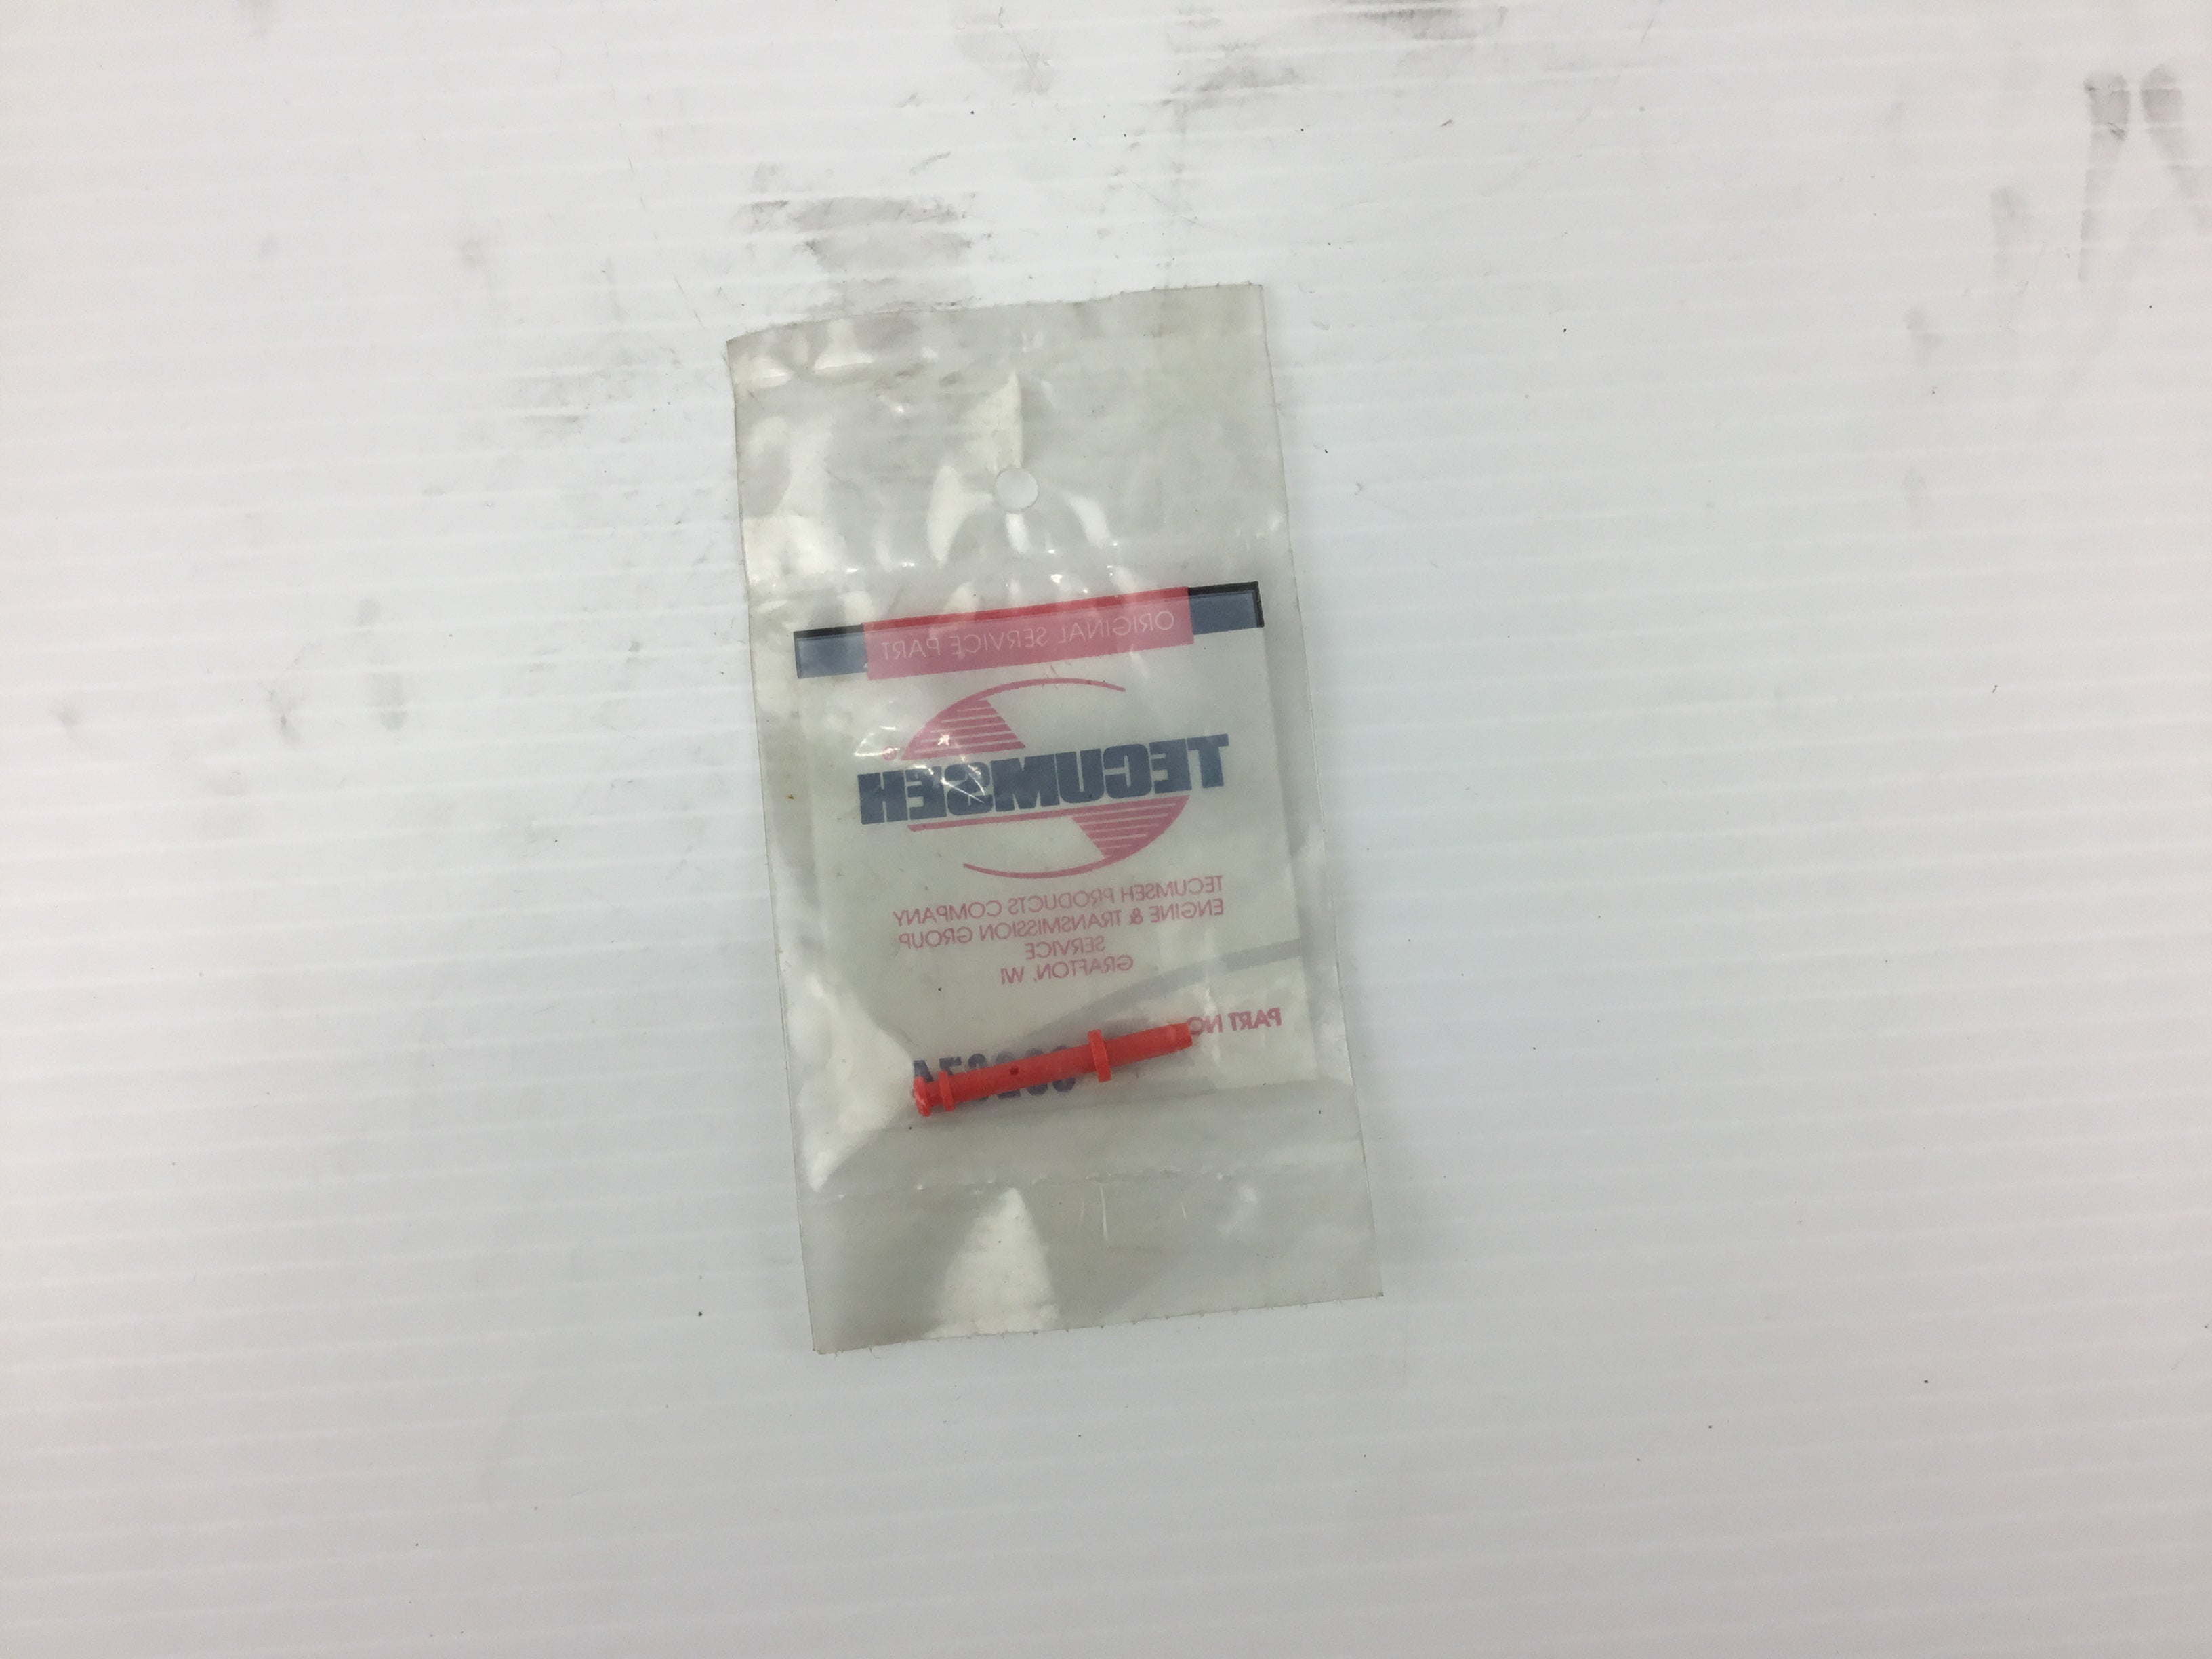 ORIGINAL SERVICE PART
TECUMSEH
TECUMSEH PRODUCTS COMPANY
ENGINE & TRANSMISSION GROUP
SERVICE
GRAFTON, WI
PART NO